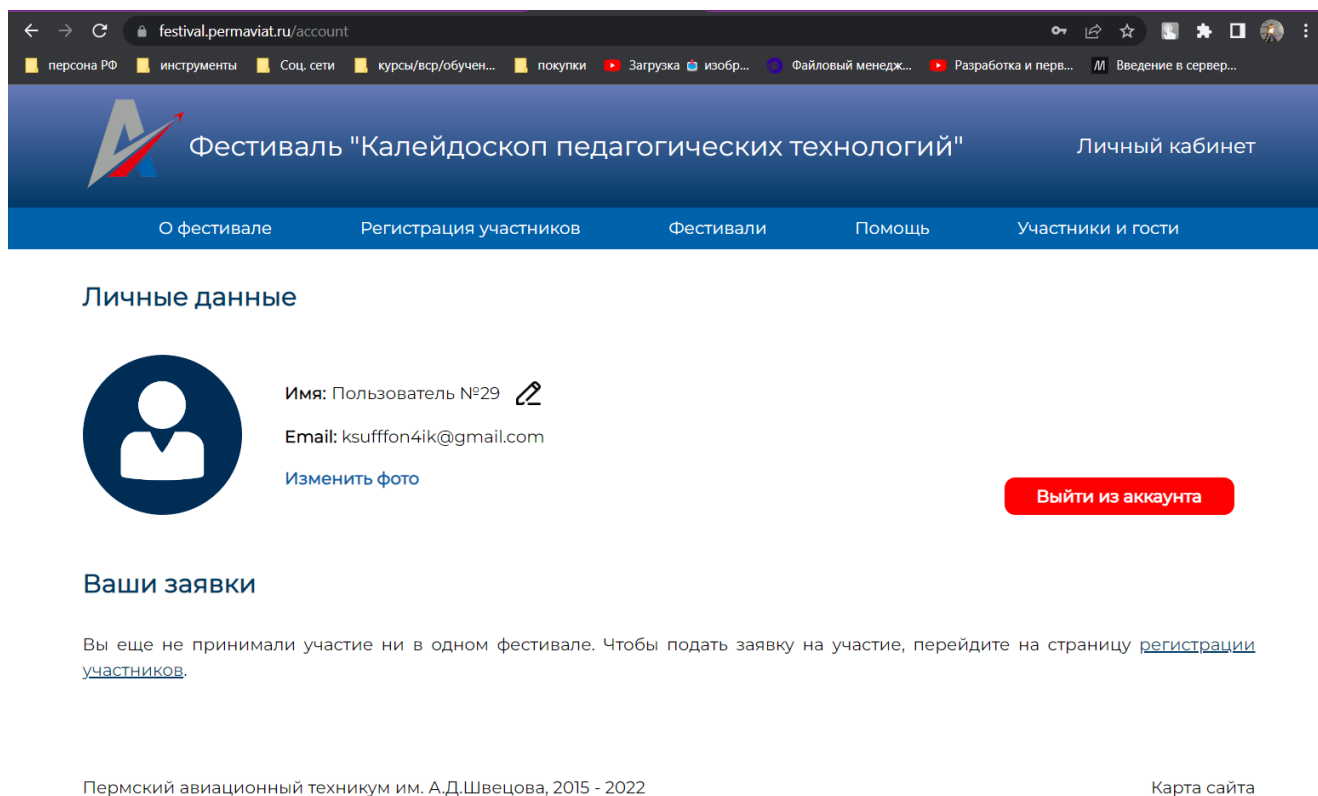 festival.permaviat.ru/account
персона РФ инструменты Соц. сети курсы/вср/обучен... покупки Загрузка изобр... Файловый менедж... Разработка и перв... Введение в сервер...
Фестиваль "Калейдоскоп педагогических технологий" Личный кабинет
О фестивале Регистрация участников Фестивали Помощь Участники и гости
Личные данные
Имя: Пользователь №29
Email: ksufffon4ik@gmail.com
Изменить фото
Выйти из аккаунта
Ваши заявки
Вы еще не принимали участие ни в одном фестивале. Чтобы подать заявку на участие, перейдите на страницу регистрации
участников.
Пермский авиационный техникум им. А.Д.Швецова, 2015 - 2022 Карта сайта